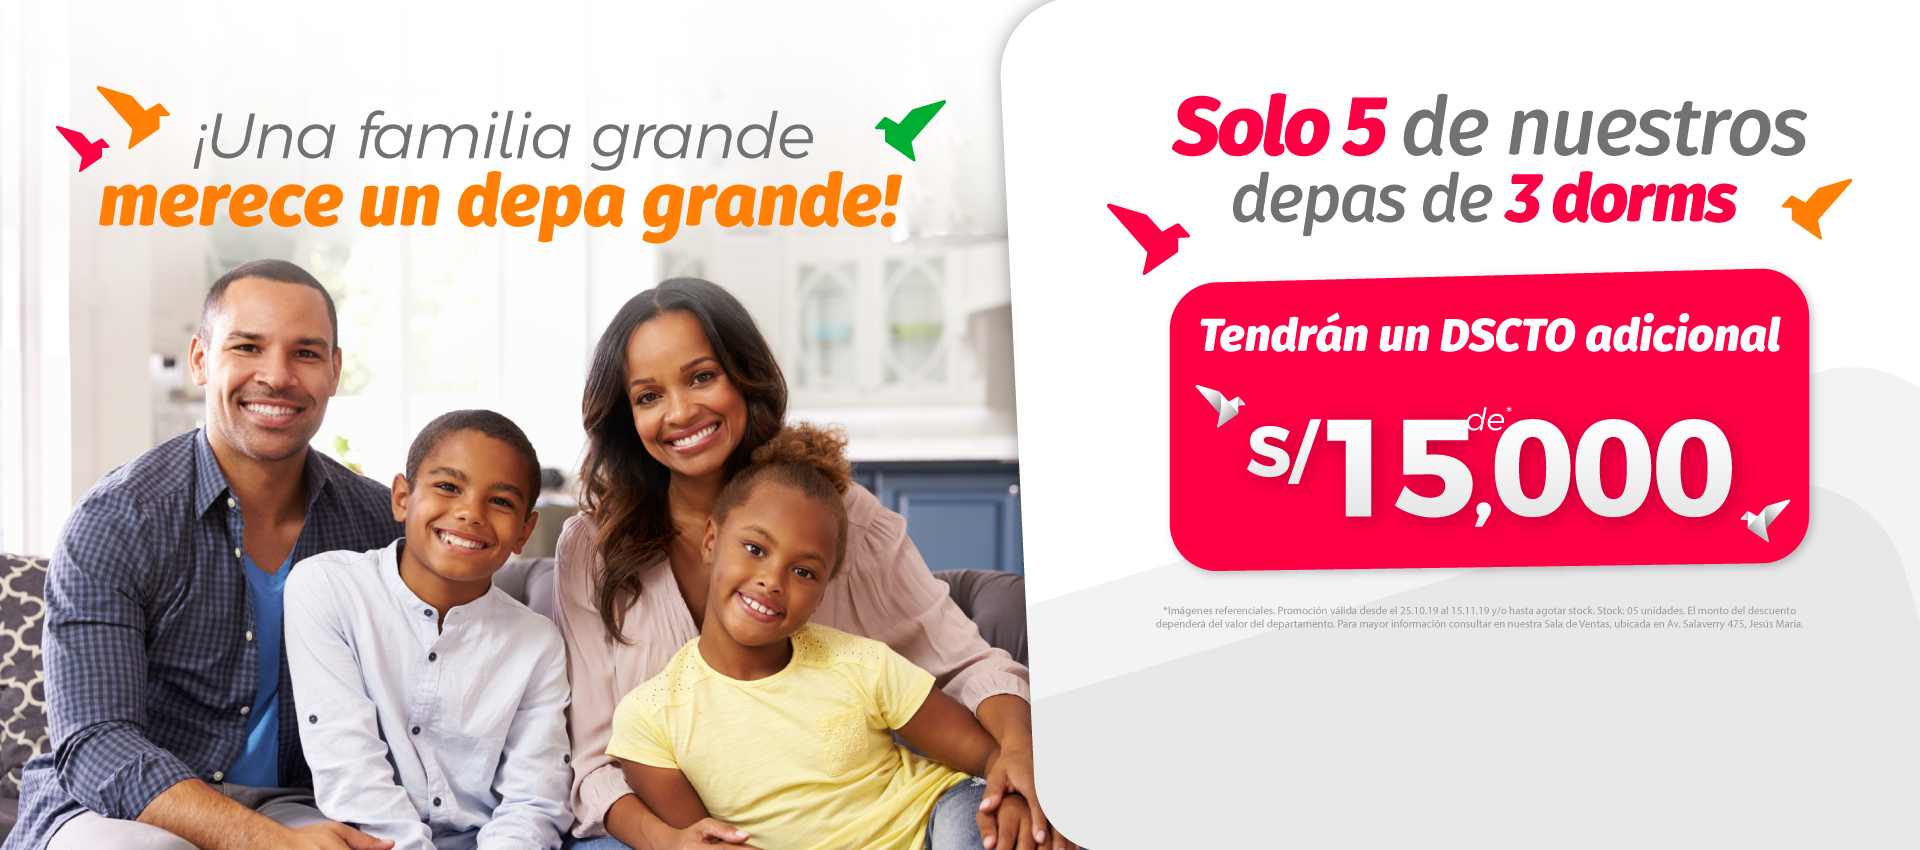 ¡Una familia grande
merece un depa grande!
Solo 5 de nuestros
depas de 3 dorms
Tendrán un DSCTO adicional
de*
S/15,000
*Imágenes referenciales. Promoción válida desde el 25.10.19 al 15.11.19 y/o hasta agotar stock. Stock: 05 unidades. El monto del descuento
dependerá del valor del departamento. Para mayor información consultar en nuestra Sala de Ventas, ubicada en Av. Salaverry 475, Jesús María.